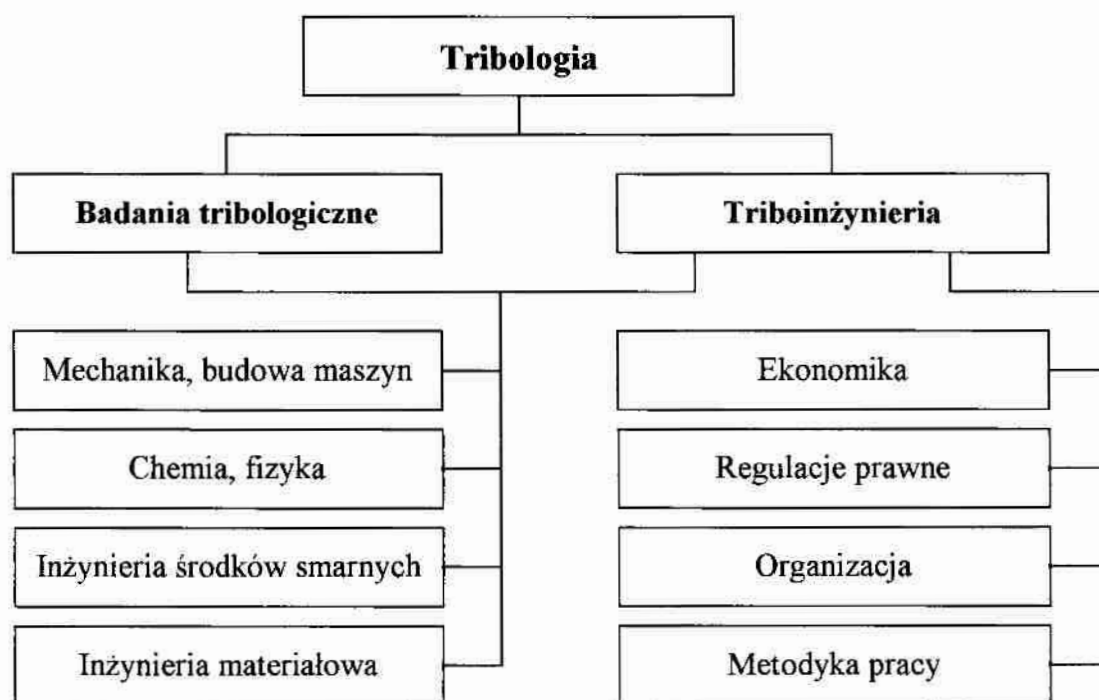 Tribologia
Badania tribologiczne
Triboinżynieria
Mechanika, budowa maszyn
Ekonomika
Chemia, fizyka
Regulacje prawne
Inżynieria środków smarnych
Organizacja
Inżynieria materiałowa
Metodyka pracy